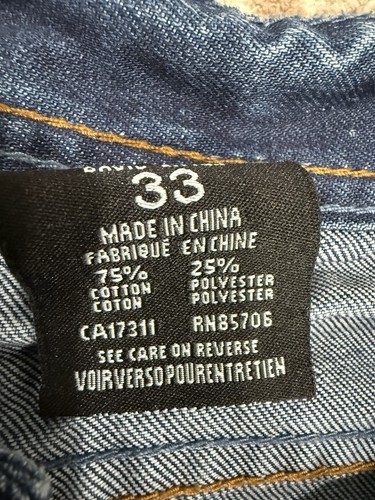 33
MADE IN CHINA
FABRIQUÉ EN CHINE
75% 25%
COTTON POLYESTER
COTON POLYESTER
CA17311 RN85706
SEE CARE ON REVERSE
VOIRVERSOPOURENTRETIEN